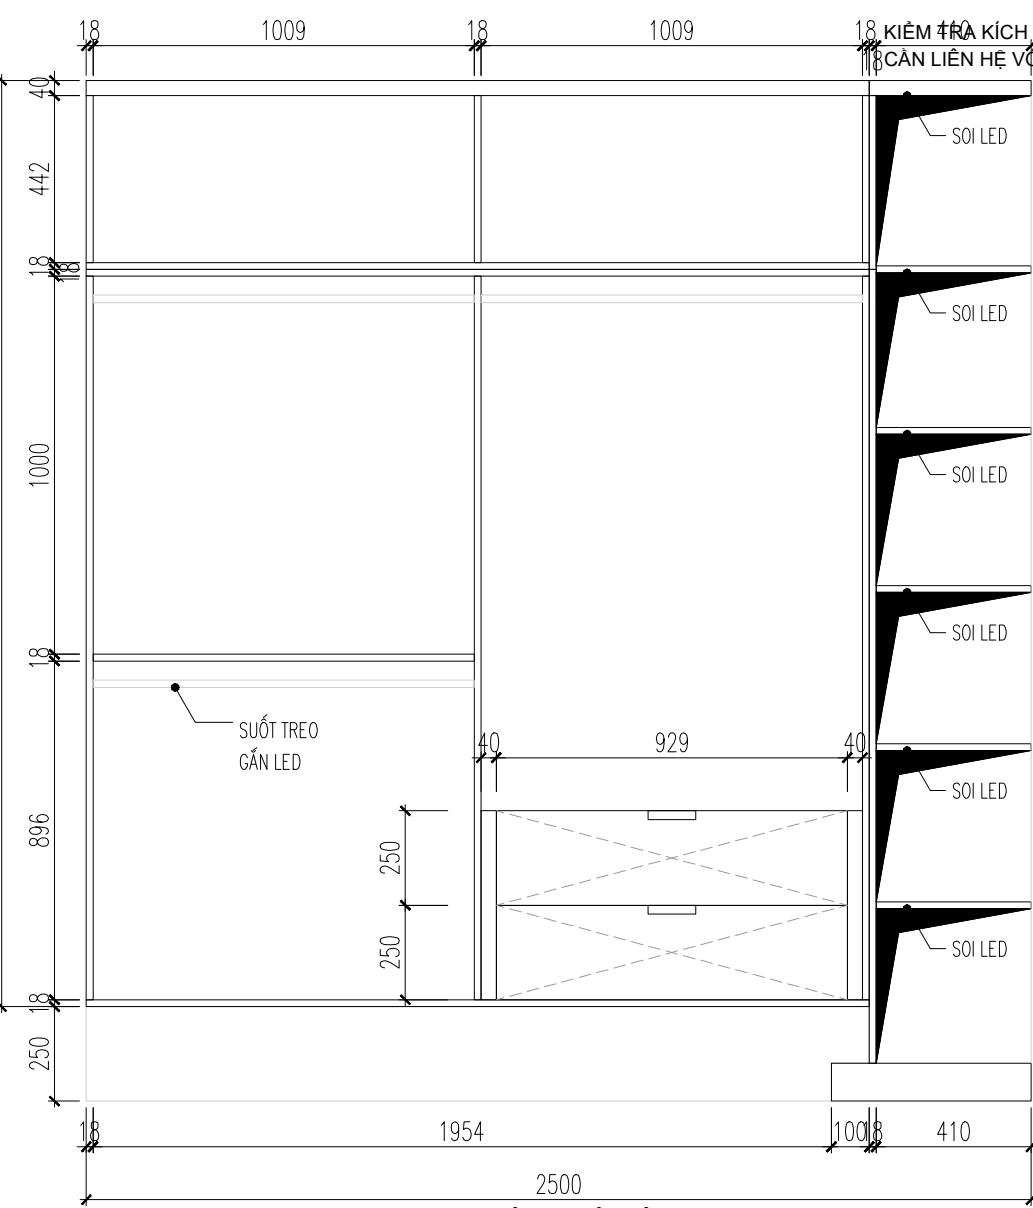 18 1009 18 1009 18 410
KIỂM TRA KÍCH
18
CẦN LIÊN HỆ VỚ
40
SOI LED
442
18
18
SOI LED
1000
SOI LED
SOI LED
18
SUỐT TREO
GẮN LED
40 929 40
SOI LED
896
250
250
SOI LED
18
250
18 1954 100 18 410
2500